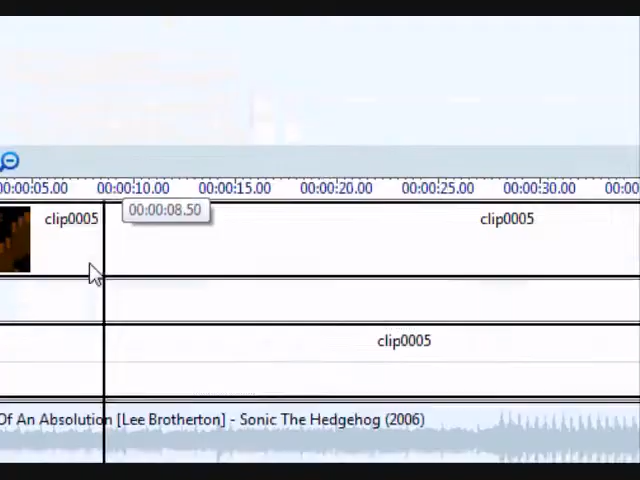 00:00:05.00 00:00:10.00 00:00:15.00 00:00:20.00 00:00:25.00 00:00:30.00 00:00
00:00:08.50
clip0005 clip0005
clip0005
Of An Absolution [Lee Brotherton] - Sonic The Hedgehog (2006)